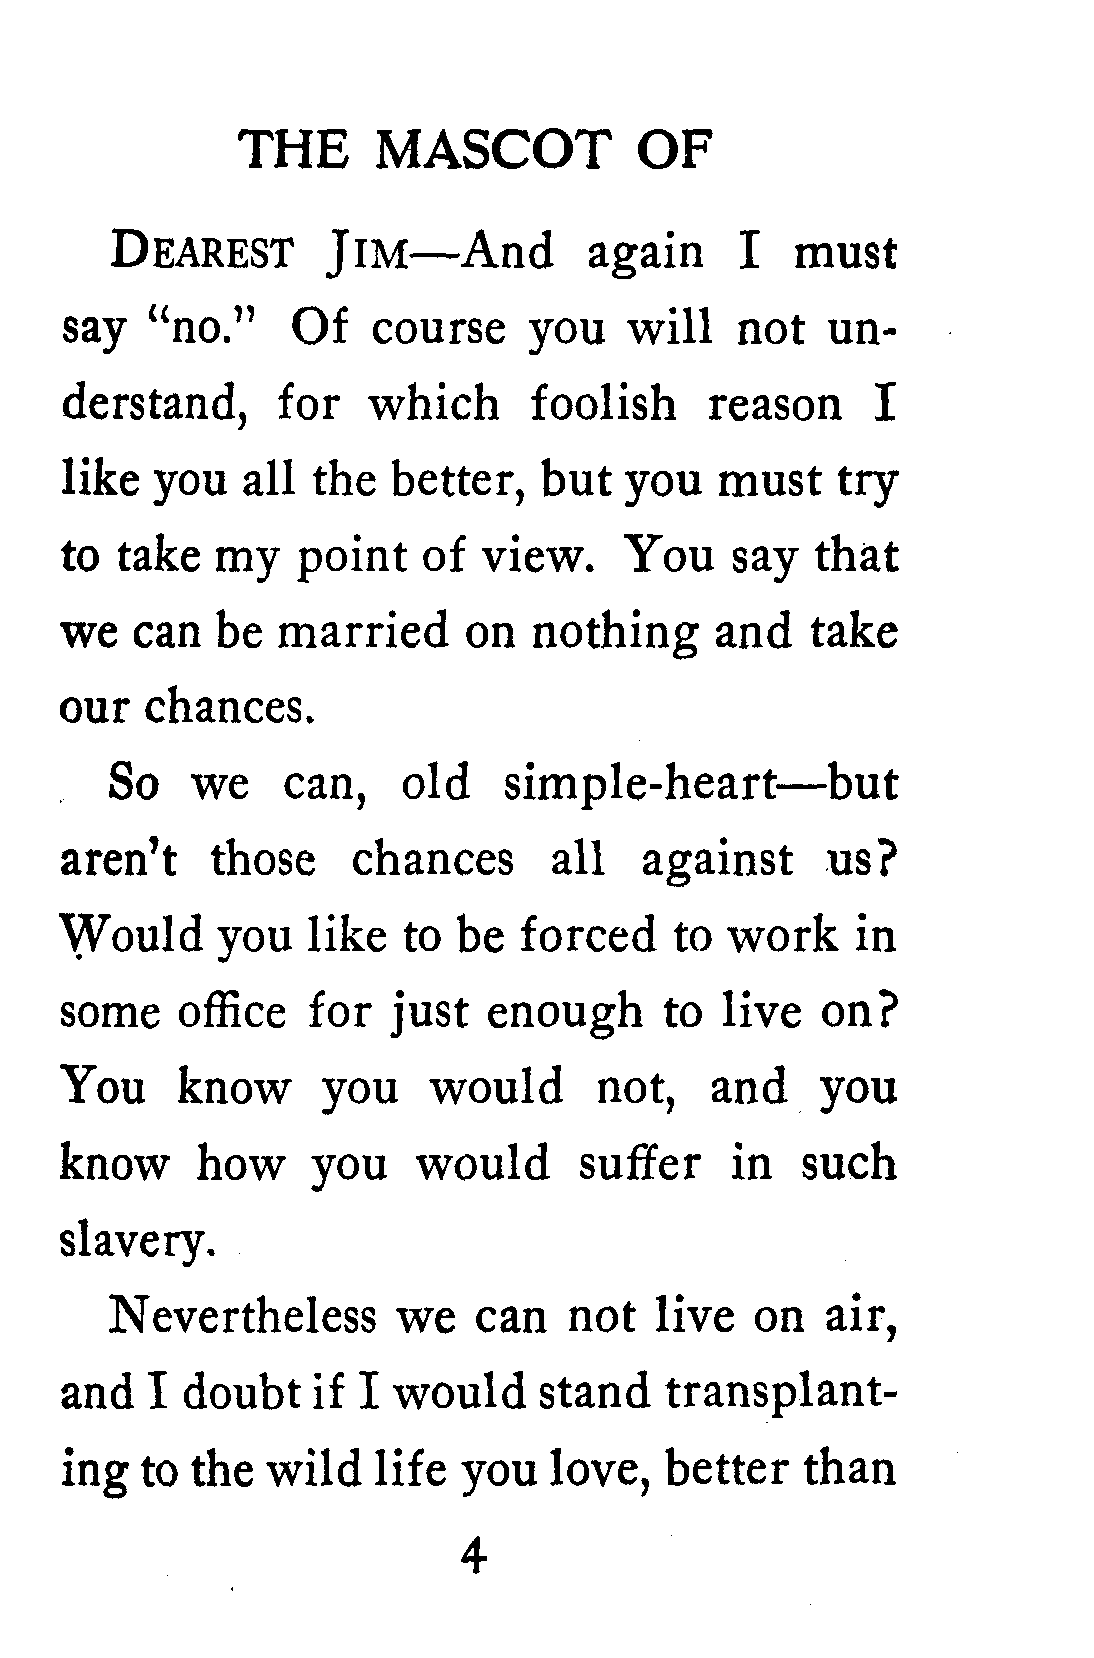 THE MASCOT OF
DEAREST JIM—And again I must
say “no.” Of course you will not un-
derstand, for which foolish reason I
like you all the better, but you must try
to take my point of view. You say that
we can be married on nothing and take
our chances.
So we can, old simple-heart—but
aren't those chances all against us?
Would you like to be forced to work in
some office for just enough to live on?
You know you would not, and you
know how you would suffer in such
slavery.
Nevertheless we can not live on air,
and I doubt if I would stand transplant-
ing to the wild life you love, better than
4